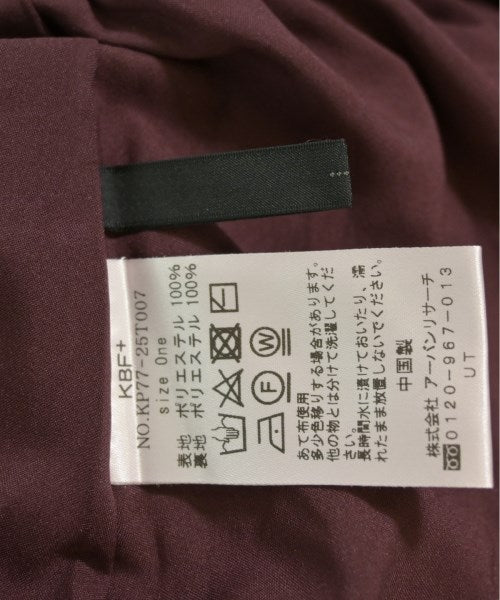 KBF+
NO.KP77-25T007
size One
表地 ポリエステル 100%
裏地 ポリエステル 100%
F W
あて布使用
多少色移りする場合があります。
他の物とは分けて洗濯してくだ
さい。
長時間水に漬けておいたり、濡
れたまま放置しないでください。
中国製
株式会社 アーバンリサーチ
0120-967-013
UT